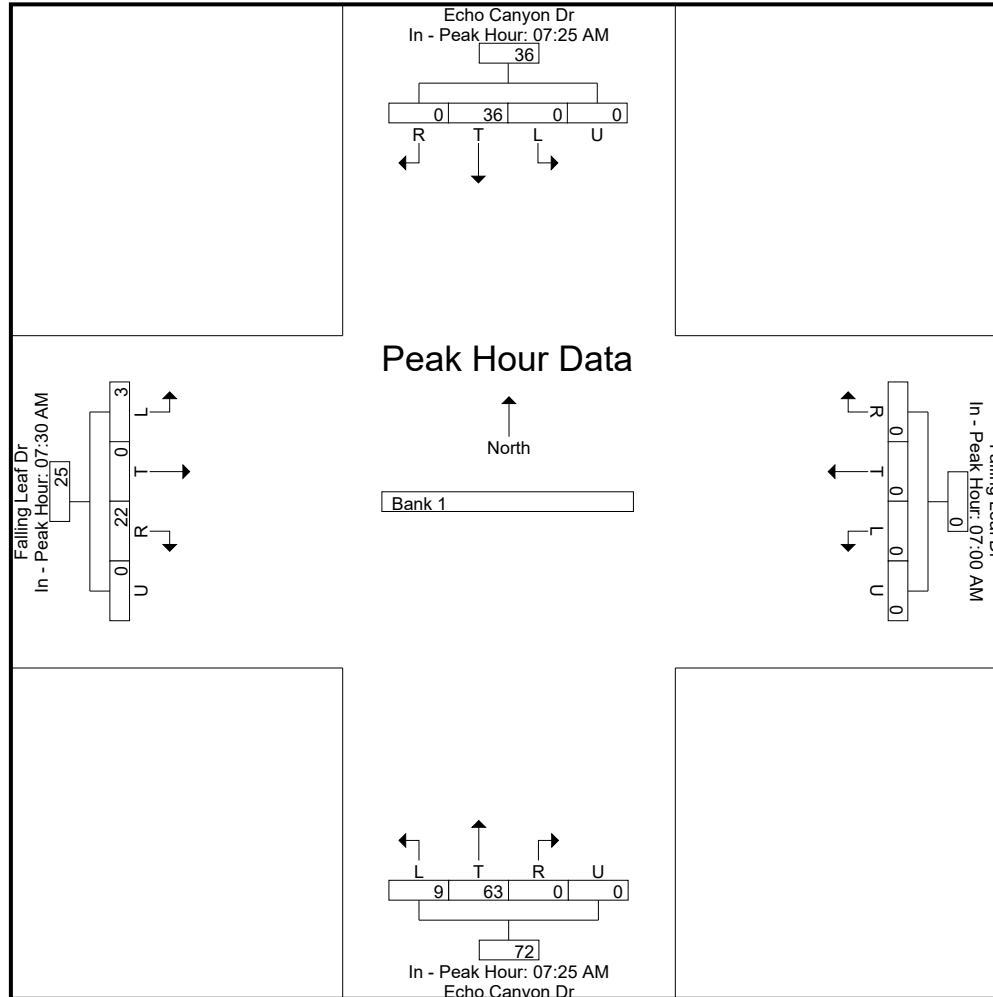 Echo Canyon Dr
In - Peak Hour: 07:25 AM
36
0 36 0 0
R T L U
Peak Hour Data
North
Bank 1
Falling Leaf Dr
In - Peak Hour: 07:30 AM
25
3 0 22 0
L T R U
In - Peak Hour: 07:00 AM
0
0 0 0 0
R T L U
L T R U
9 63 0 0
72
In - Peak Hour: 07:25 AM
Echo Canyon Dr